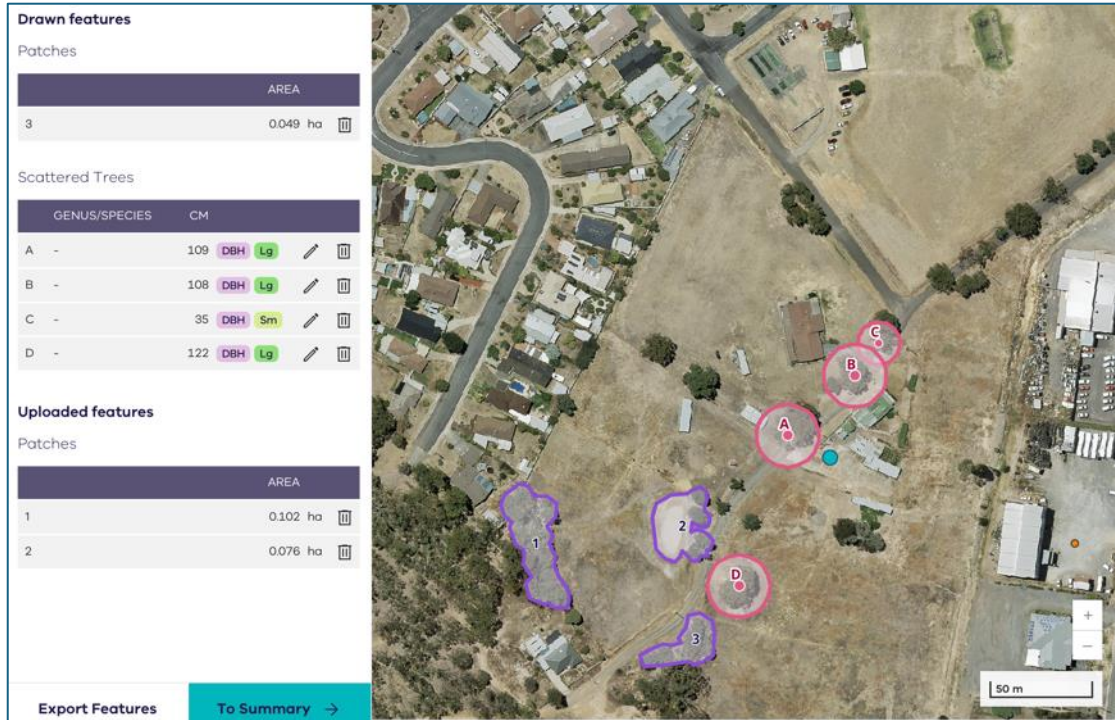 Drawn features
Patches
AREA
3 0.049 ha
Scattered Trees
GENUS/SPECIES CM
A - 109 DBH Lg
B - 108 DBH Lg
C - 35 DBH Sm
D - 122 DBH Lg
Uploaded features
Patches
AREA
1 0.102 ha
2 0.076 ha
Export Features To Summary →
C
B
A
2
1
D
3
+
−
50 m